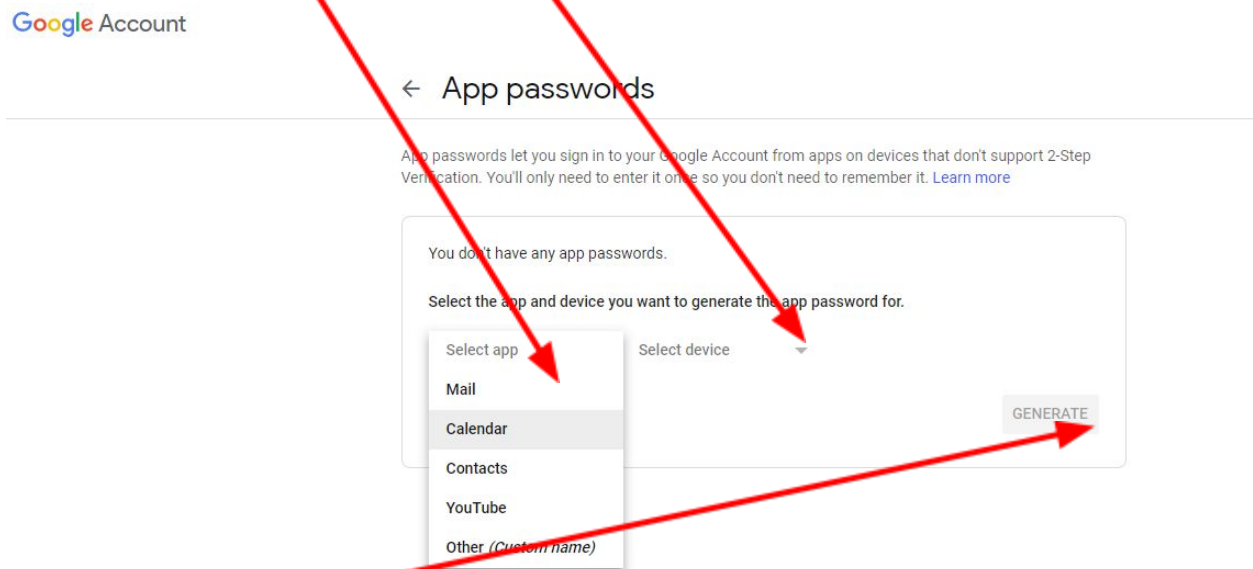 Google Account
← App passwords
App passwords let you sign in to your Google Account from apps on devices that don't support 2-Step
Verification. You'll only need to enter it once so you don't need to remember it. Learn more
You don't have any app passwords.
Select the app and device you want to generate the app password for.
Select app
Select device
Mail
Calendar
Contacts
YouTube
Other (Custom name)
GENERATE